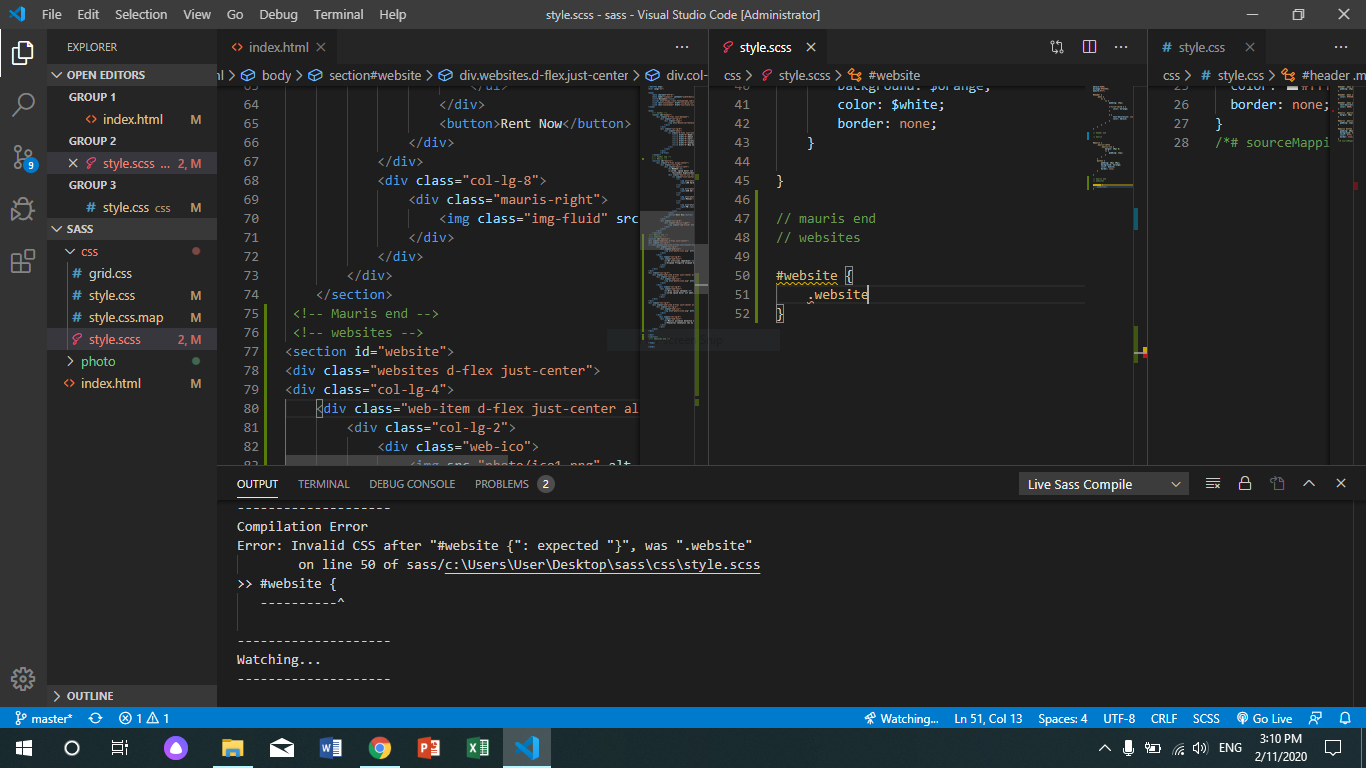 File Edit Selection View Go Debug Terminal Help style.scss - sass - Visual Studio Code [Administrator]
EXPLORER
OPEN EDITORS
GROUP 1
index.html M
GROUP 2
style.scss ... 2, M
GROUP 3
style.css css M
SASS
css
grid.css
style.css M
style.css.map M
style.scss 2, M
photo
index.html M
OUTLINE
9
index.html
body section#website div.websites.d-flex.just-center div.col-
64 </div>
65 <button>Rent Now</button>
66 </div>
67 </div>
68 <div class="col-lg-8">
69 <div class="mauris-right">
70 <img class="img-fluid" src
71 </div>
72 </div>
73 </div>
74 </section>
75 <!-- Mauris end -->
76 <!-- websites -->
77 <section id="website">
78 <div class="websites d-flex just-center">
79 <div class="col-lg-4">
80 <div class="web-item d-flex just-center al
81 <div class="col-lg-2">
82 <div class="web-ico">
style.scss
css style.scss #website
40 background: $orange;
41 color: $white;
42 border: none;
43 }
44
45 }
46
47 // mauris end
48 // websites
49
50 #website {
51 .website
52 }
style.css
css style.css #header .m
26 border: none;
27 }
28 /*# sourceMappi
OUTPUT TERMINAL DEBUG CONSOLE PROBLEMS 2 Live Sass Compile
--------------------
Compilation Error
Error: Invalid CSS after "#website {": expected "}", was ".website"
on line 50 of sass/c:\Users\User\Desktop\sass\css\style.scss
>> #website {
----------^
--------------------
Watching...
--------------------
master* 1 1 Watching... Ln 51, Col 13 Spaces: 4 UTF-8 CRLF SCSS Go Live
ENG
3:10 PM
2/11/2020